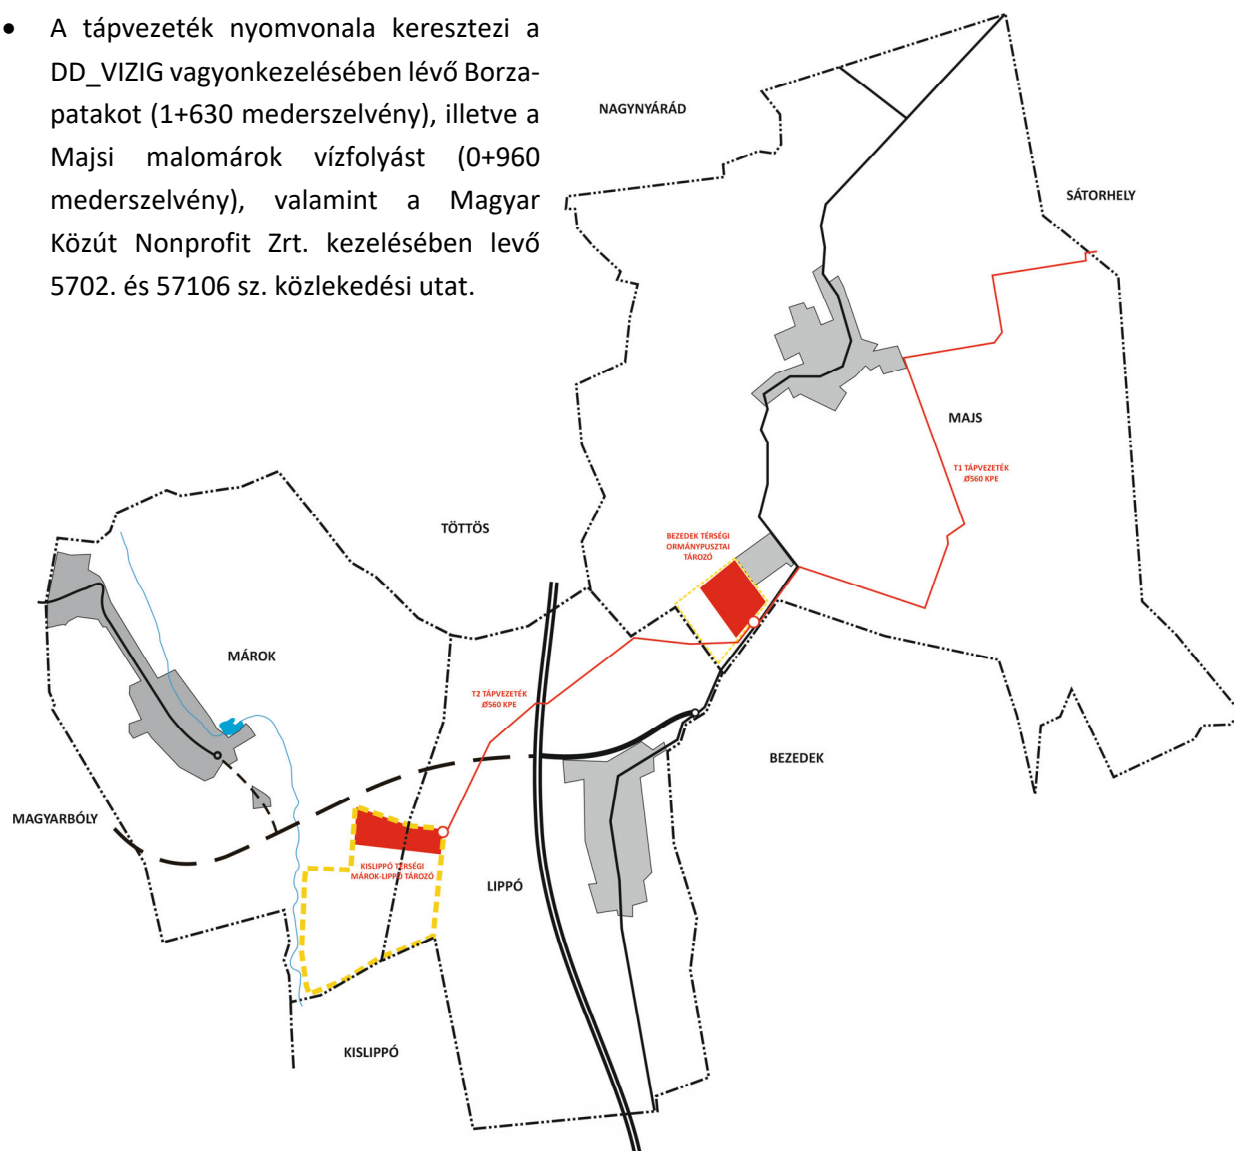 • A tápvezeték nyomvonala keresztezi a
DD_VIZIG vagyonkezelésében lévő Borza-
patakot (1+630 mederszelvény), illetve a
Majsi malomárok vízfolyást (0+960
mederszelvény), valamint a Magyar
Közút Nonprofit Zrt. kezelésében levő
5702. és 57106 sz. közlekedési utat.
NAGYNYÁRÁD
SÁTORHELY
MAJS
T1 TÁPVEZETÉK
Ø560 KPE
TÖTTÖS
BEZEDEK TÉRSÉGI
ORMÁNYPUSZTAI
TÁROZÓ
MÁROK
T2 TÁPVEZETÉK
Ø560 KPE
BEZEDEK
MAGYARBÓLY
KISLIPPÓ TÉRSÉGI
MÁROK-LIPPÓ TÁROZÓ
LIPPÓ
KISLIPPÓ